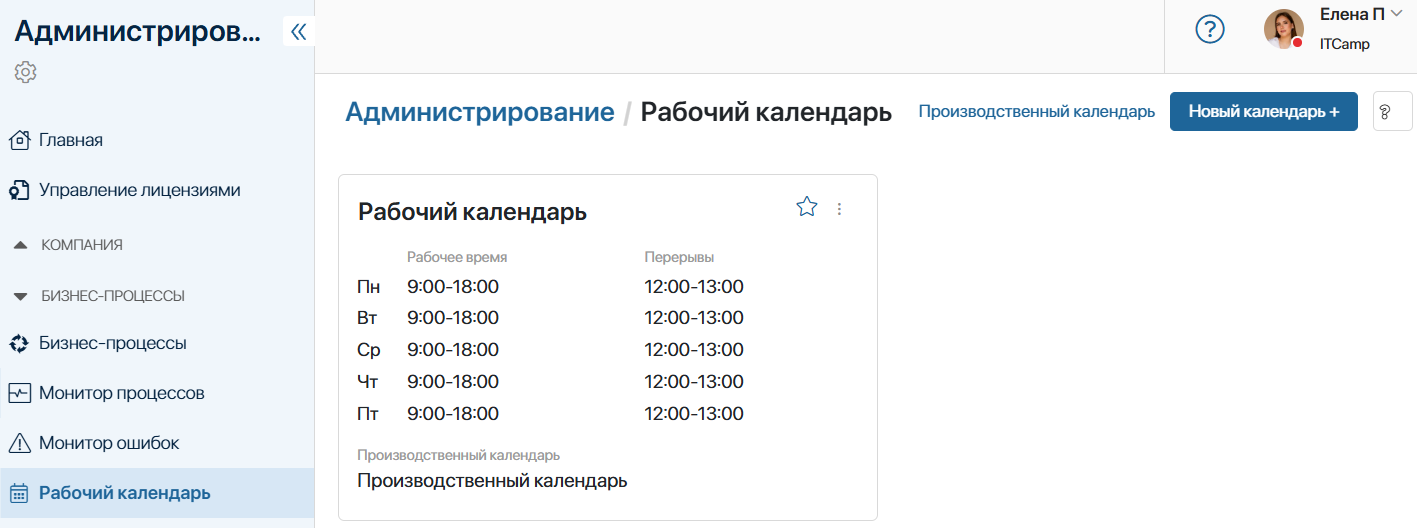 Администриров...
Елена П
ITCamp
Главная
Управление лицензиями
КОМПАНИЯ
БИЗНЕС-ПРОЦЕССЫ
Бизнес-процессы
Монитор процессов
Монитор ошибок
Рабочий календарь
Администрирование / Рабочий календарь
Производственный календарь
Новый календарь +
?
Рабочий календарь
Рабочее время Перерывы
Пн 9:00-18:00 12:00-13:00
Вт 9:00-18:00 12:00-13:00
Ср 9:00-18:00 12:00-13:00
Чт 9:00-18:00 12:00-13:00
Пт 9:00-18:00 12:00-13:00
Производственный календарь
Производственный календарь